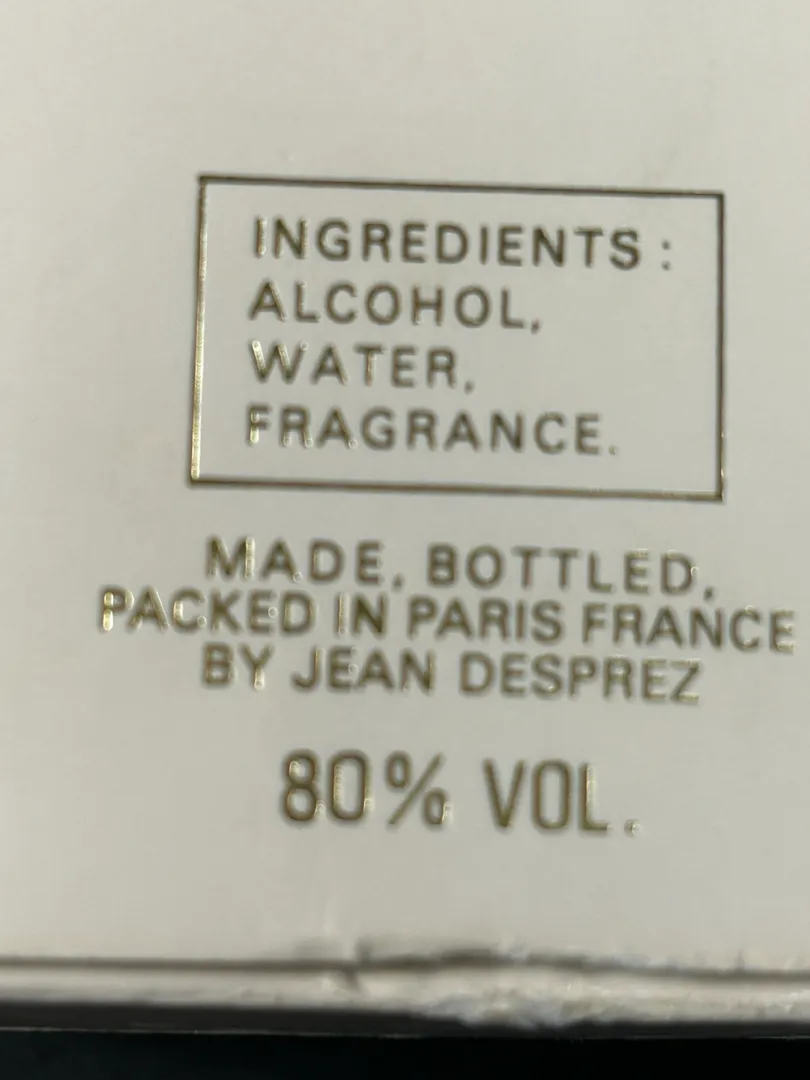 INGREDIENTS :
ALCOHOL,
WATER,
FRAGRANCE.
MADE, BOTTLED,
PACKED IN PARIS FRANCE
BY JEAN DESPREZ
80% VOL.